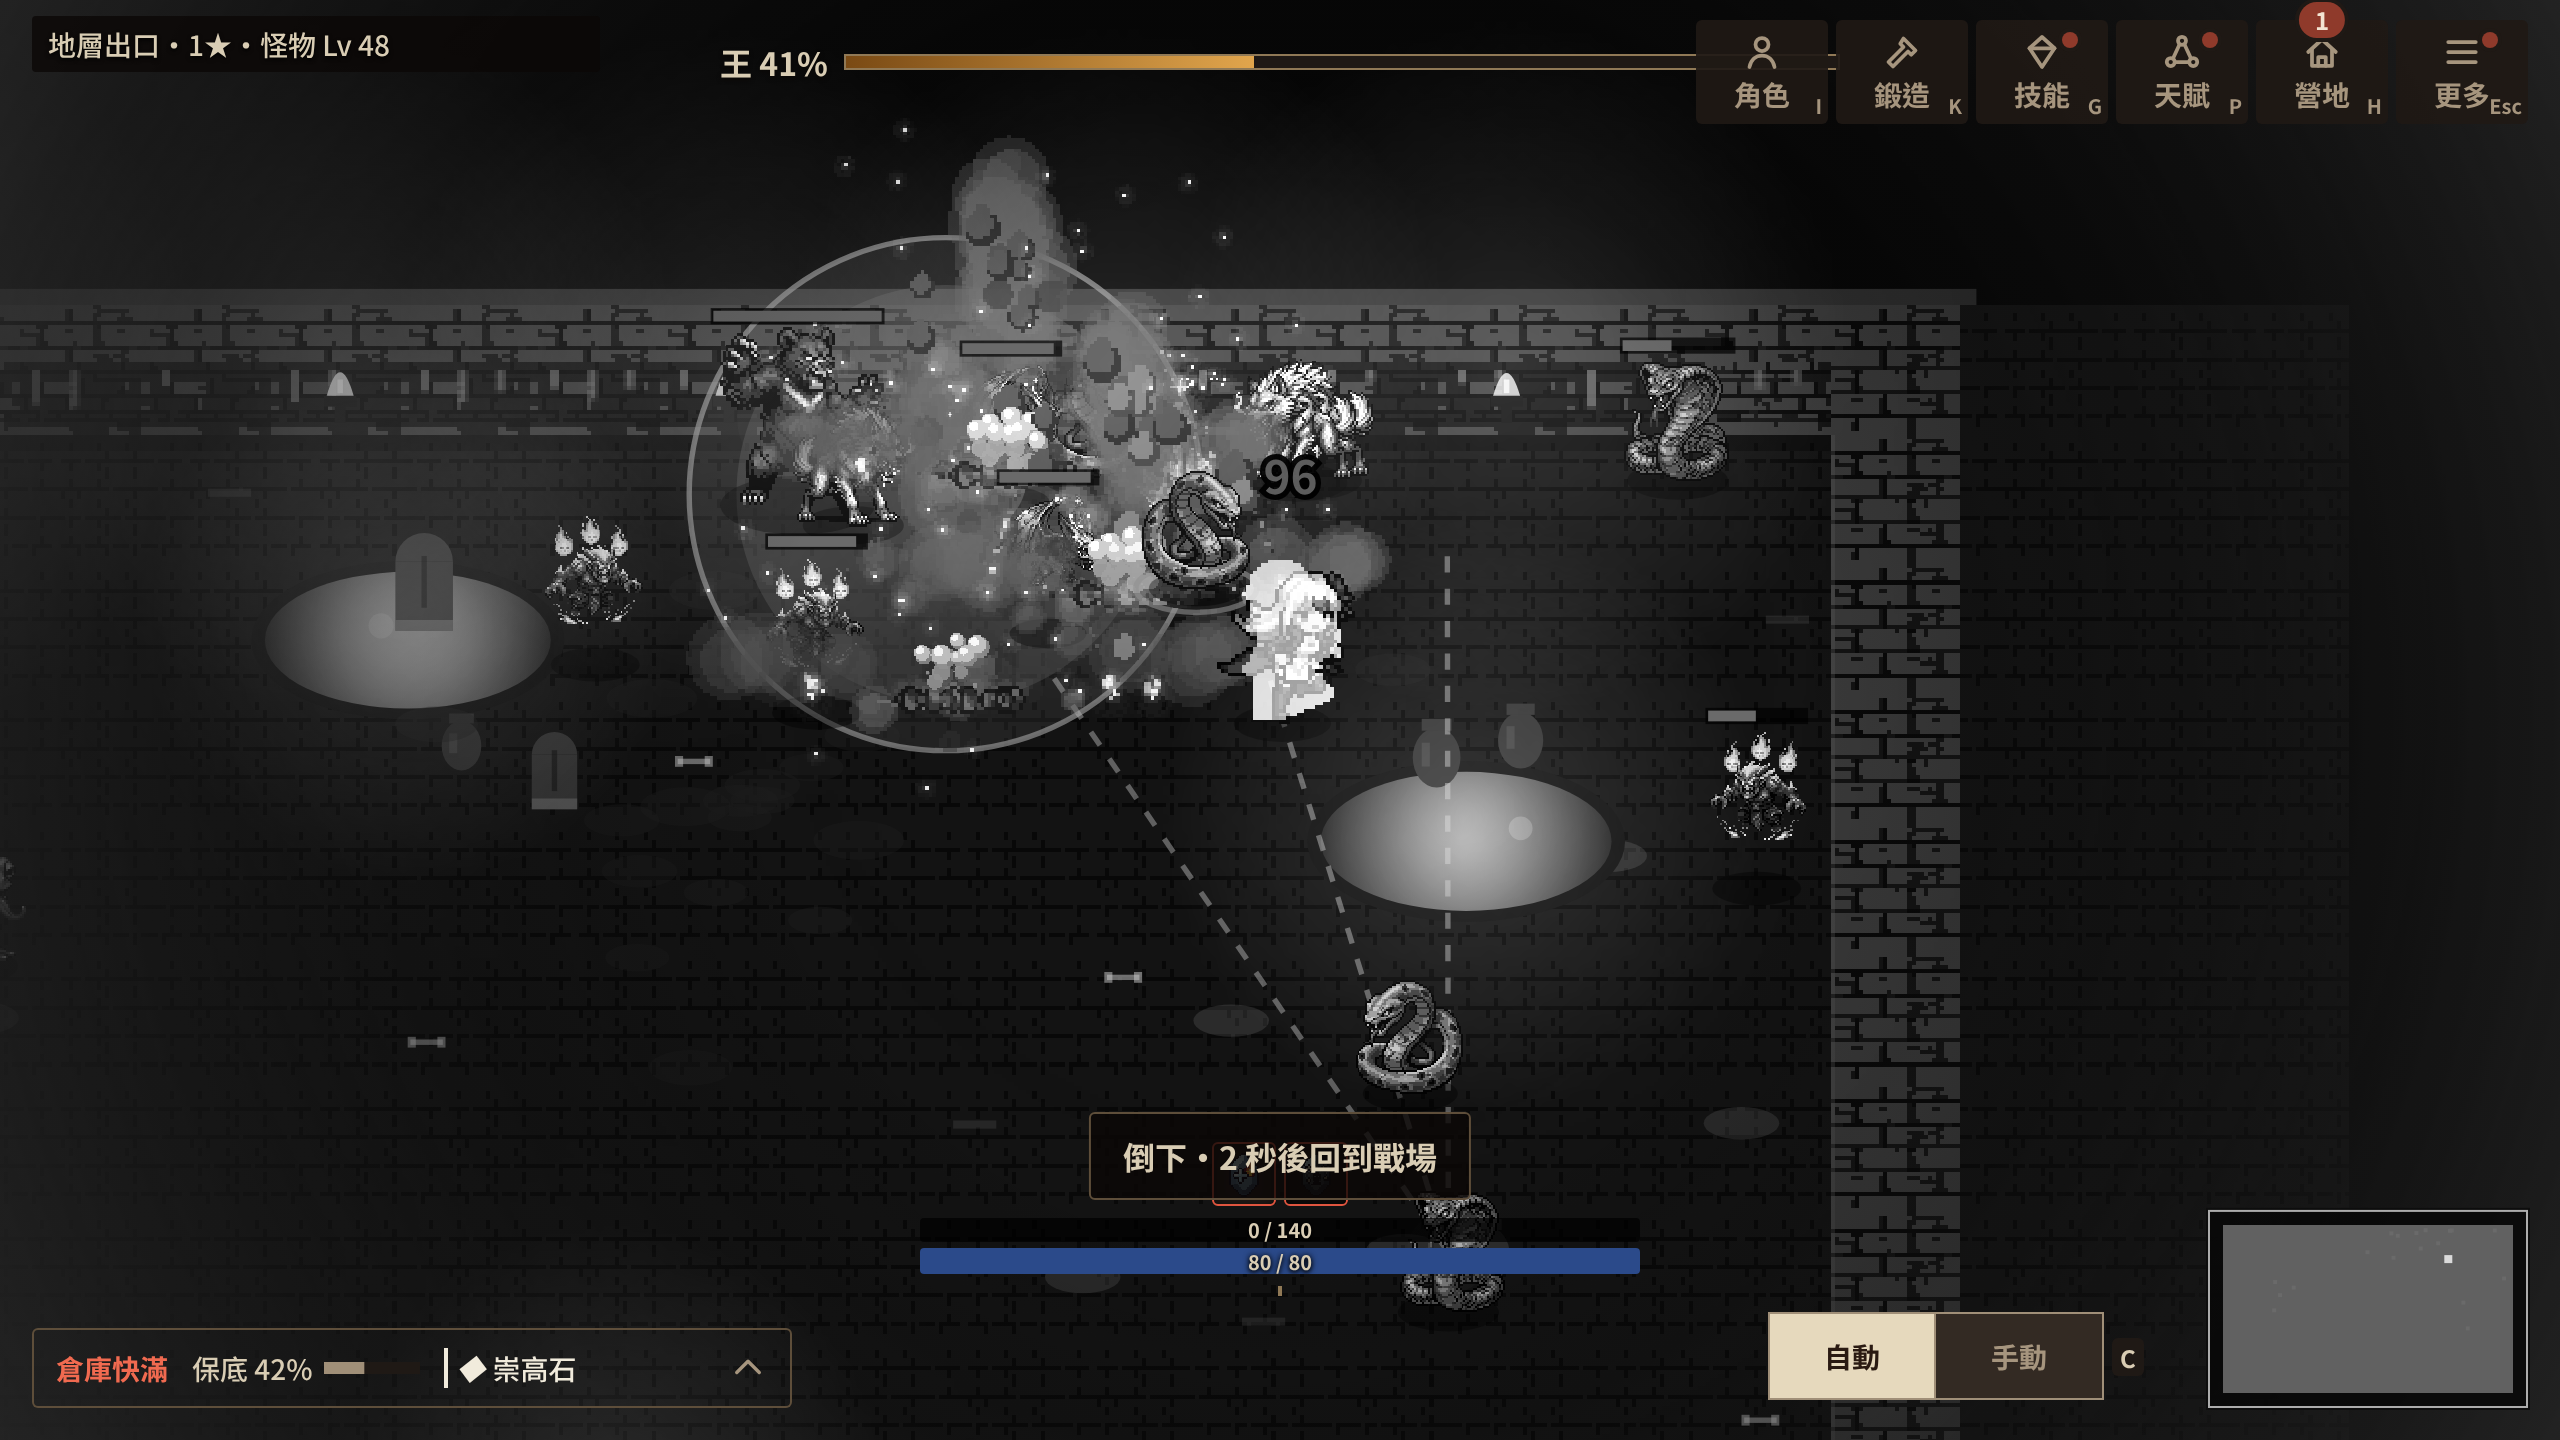 地層出口・1★・怪物 Lv 48
王 41%
角色 I
鍛造 K
技能 G
天賦 P
1
營地 H
更多 Esc
96
倒下・2 秒後回到戰場
0 / 140
80 / 80
倉庫快滿 保底 42% 崇高石
自動 手動 C